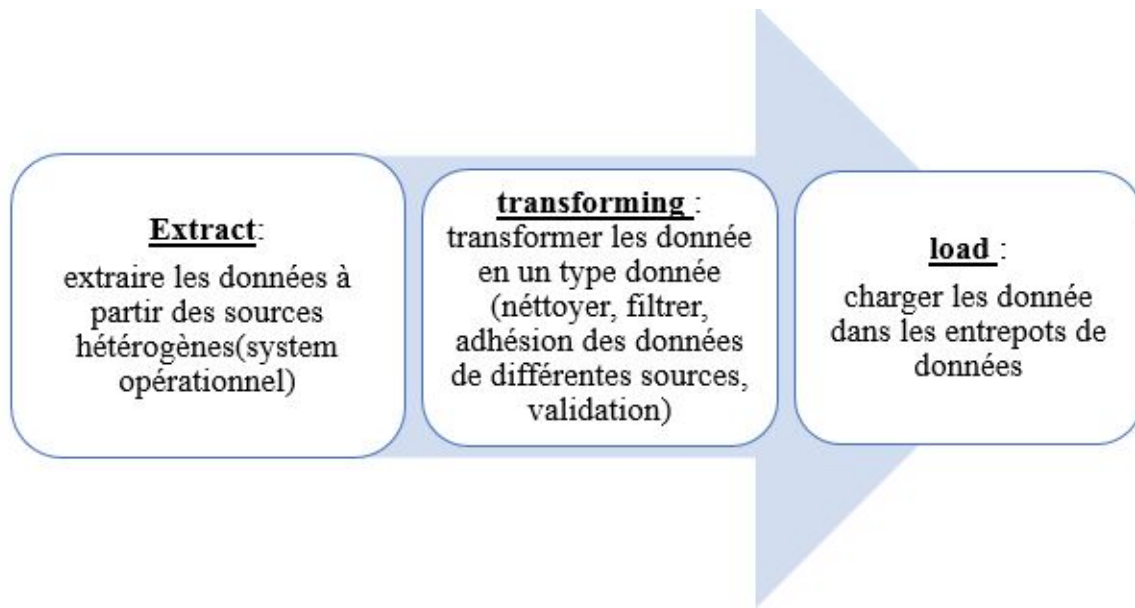 Extract:
extraire les données à
partir des sources
hétérogènes(system
opérationnel)
transforming :
transformer les donnée
en un type donnée
(néttoyer, filtrer,
adhésion des données
de différentes sources,
validation)
load :
charger les donnée
dans les entrepots de
données